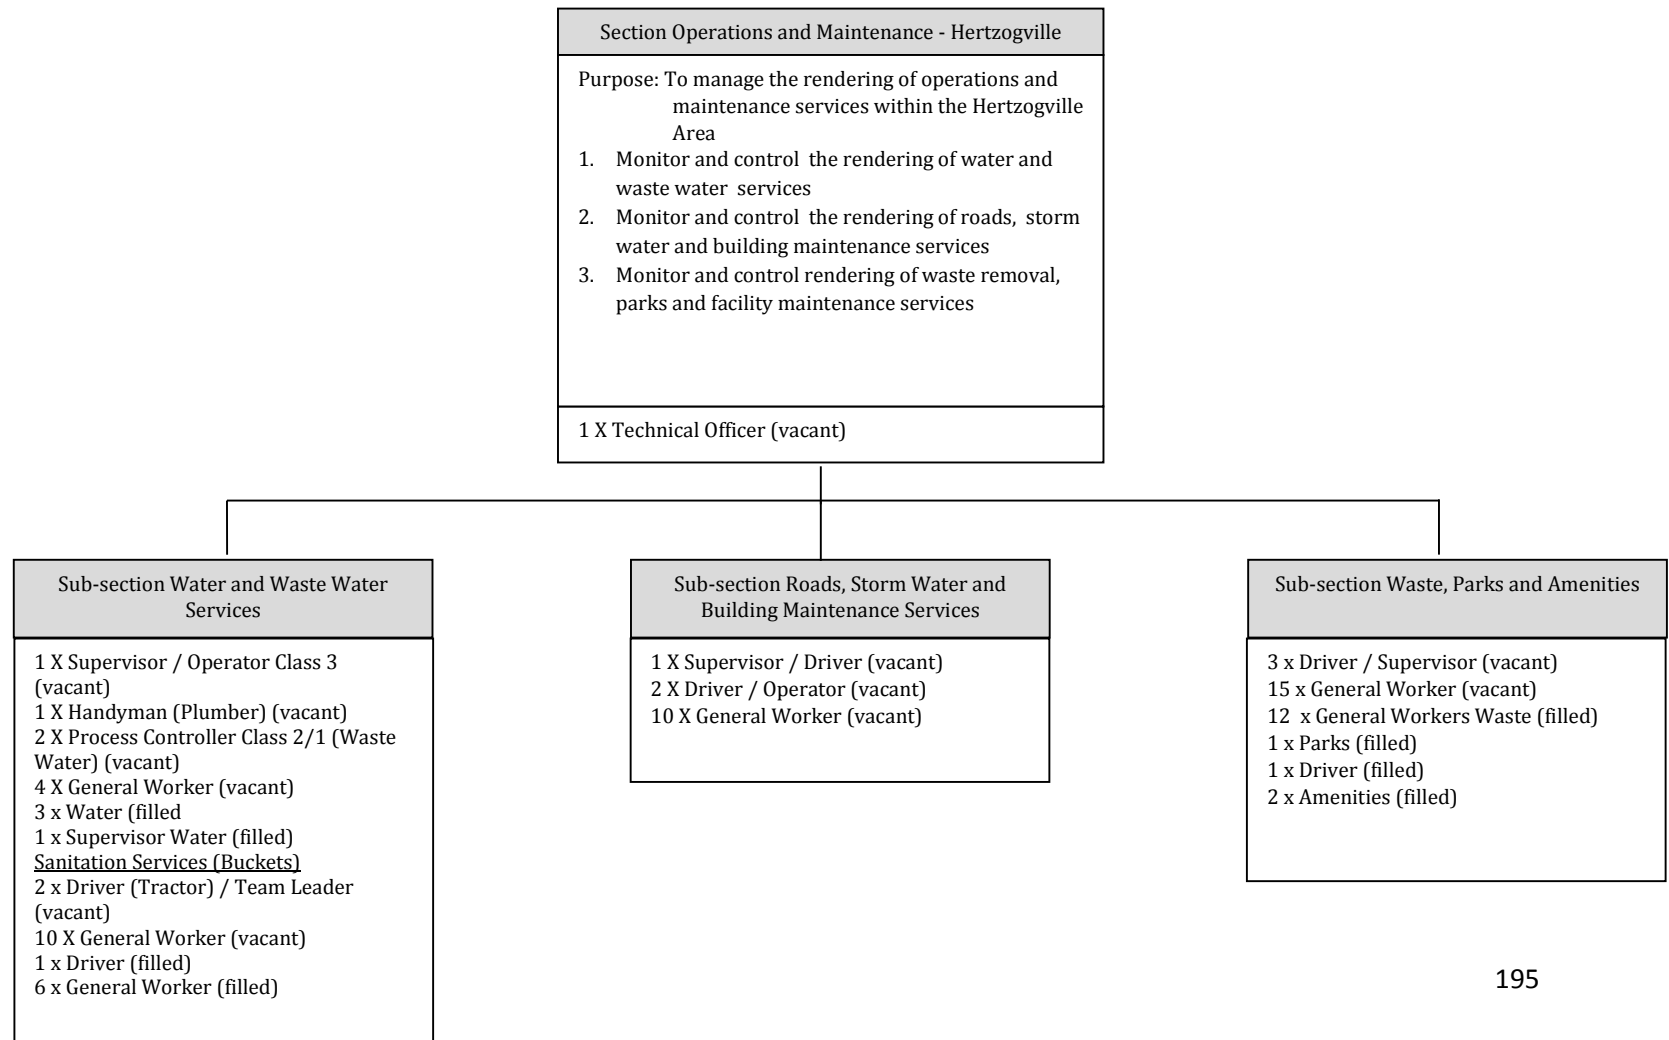 Section Operations and Maintenance - Hertzogville
Purpose: To manage the rendering of operations and
maintenance services within the Hertzogville
Area
1. Monitor and control the rendering of water and
waste water services
2. Monitor and control the rendering of roads, storm
water and building maintenance services
3. Monitor and control rendering of waste removal,
parks and facility maintenance services
1 X Technical Officer (vacant)
Sub-section Water and Waste Water
Services
1 X Supervisor / Operator Class 3
(vacant)
1 X Handyman (Plumber) (vacant)
2 X Process Controller Class 2/1 (Waste
Water) (vacant)
4 X General Worker (vacant)
3 x Water (filled
1 x Supervisor Water (filled)
Sanitation Services (Buckets)
2 x Driver (Tractor) / Team Leader
(vacant)
10 X General Worker (vacant)
1 x Driver (filled)
6 x General Worker (filled)
Sub-section Roads, Storm Water and
Building Maintenance Services
1 X Supervisor / Driver (vacant)
2 X Driver / Operator (vacant)
10 X General Worker (vacant)
Sub-section Waste, Parks and Amenities
3 x Driver / Supervisor (vacant)
15 x General Worker (vacant)
12 x General Workers Waste (filled)
1 x Parks (filled)
1 x Driver (filled)
2 x Amenities (filled)
195